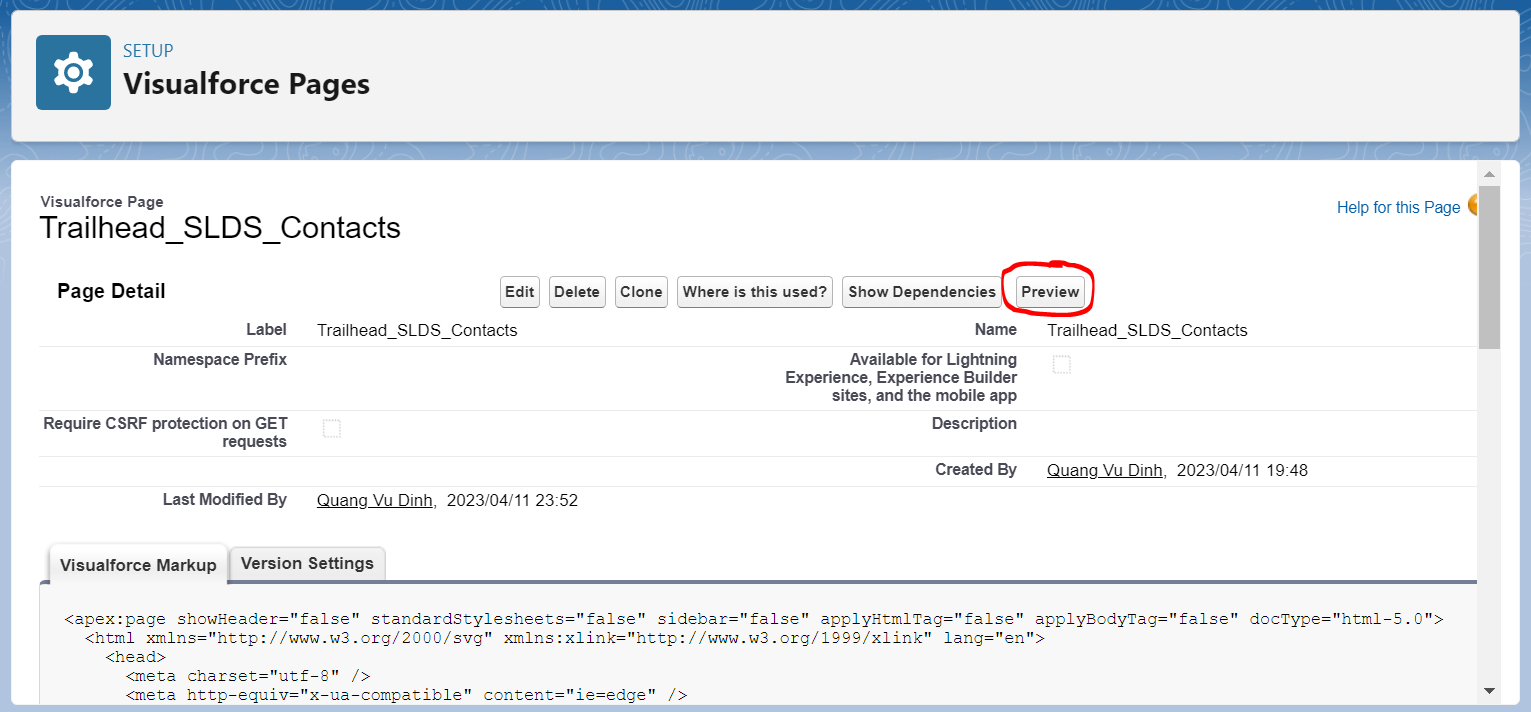 SETUP
Visualforce Pages
Visualforce Page
Trailhead_SLDS_Contacts
Help for this Page
Page Detail
Edit Delete Clone Where is this used? Show Dependencies Preview
Label Trailhead_SLDS_Contacts Name Trailhead_SLDS_Contacts
Namespace Prefix Available for Lightning
Experience, Experience Builder
sites, and the mobile app
Require CSRF protection on GET Description
requests
Created By Quang Vu Dinh, 2023/04/11 19:48
Last Modified By Quang Vu Dinh, 2023/04/11 23:52
Visualforce Markup Version Settings
<apex:page showHeader="false" standardStylesheets="false" sidebar="false" applyHtmlTag="false" applyBodyTag="false" docType="html-5.0">
<html xmlns="http://www.w3.org/2000/svg" xmlns:xlink="http://www.w3.org/1999/xlink" lang="en">
<head>
<meta charset="utf-8" />
<meta http-equiv="x-ua-compatible" content="ie=edge" />